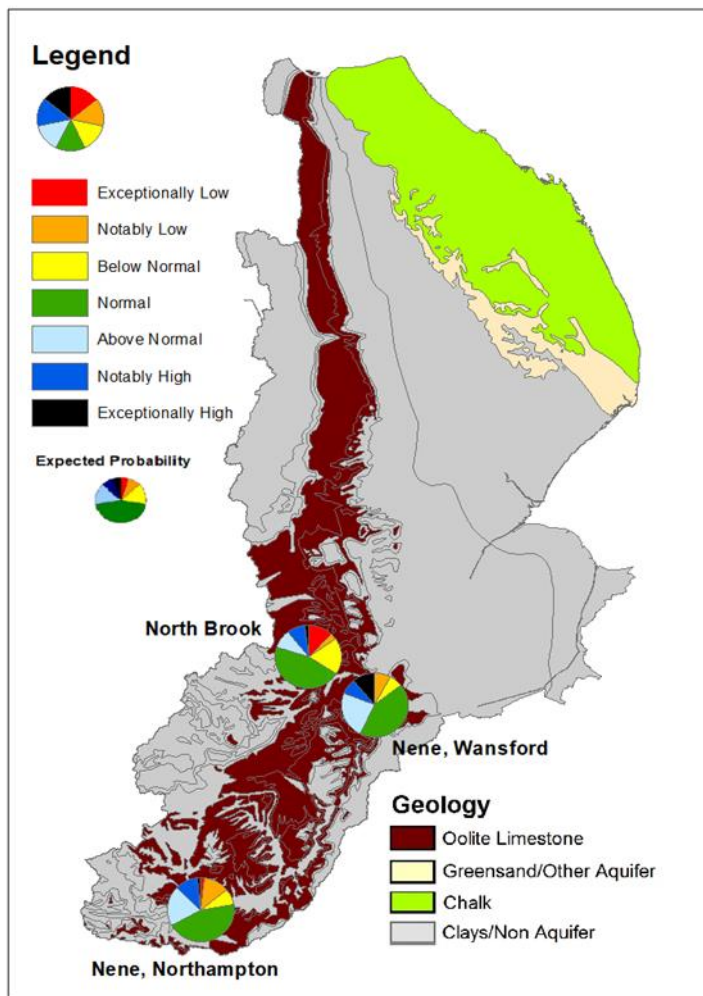 Legend
Exceptionally Low
Notably Low
Below Normal
Normal
Above Normal
Notably High
Exceptionally High
Expected Probability
North Brook
Nene, Wansford
Geology
Oolite Limestone
Greensand/Other Aquifer
Chalk
Clays/Non Aquifer
Nene, Northampton